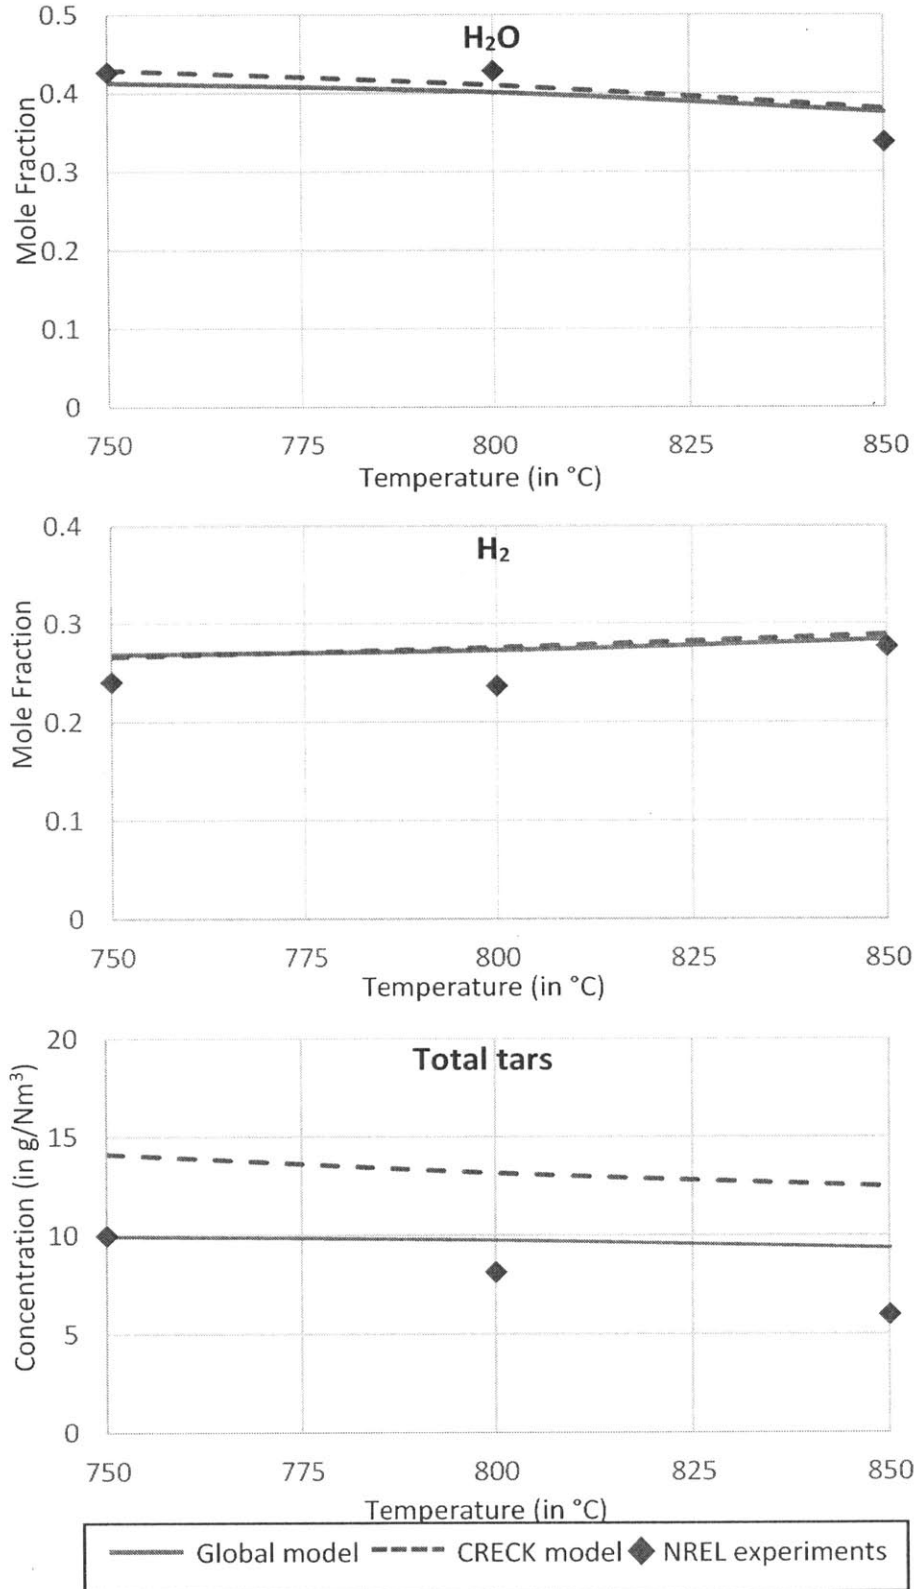 H₂O
Mole Fraction
0.5
0.4
0.3
0.2
0.1
0
750 775 800 825 850
Temperature (in °C)
H₂
Mole Fraction
0.4
0.3
0.2
0.1
0
750 775 800 825 850
Temperature (in °C)
Total tars
Concentration (in g/Nm³)
20
15
10
5
0
750 775 800 825 850
Temperature (in °C)
Global model CRECK model NREL experiments